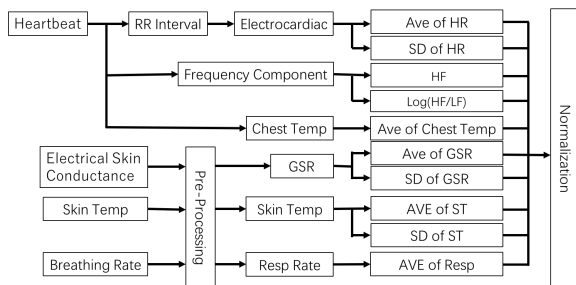 Heartbeat
RR Interval
Electrocardiac
Ave of HR
SD of HR
Frequency Component
HF
Log(HF/LF)
Chest Temp
Ave of Chest Temp
Electrical Skin
Conductance
Pre-Processing
GSR
Ave of GSR
SD of GSR
Skin Temp
Skin Temp
AVE of ST
SD of ST
Breathing Rate
Resp Rate
AVE of Resp
Normalization